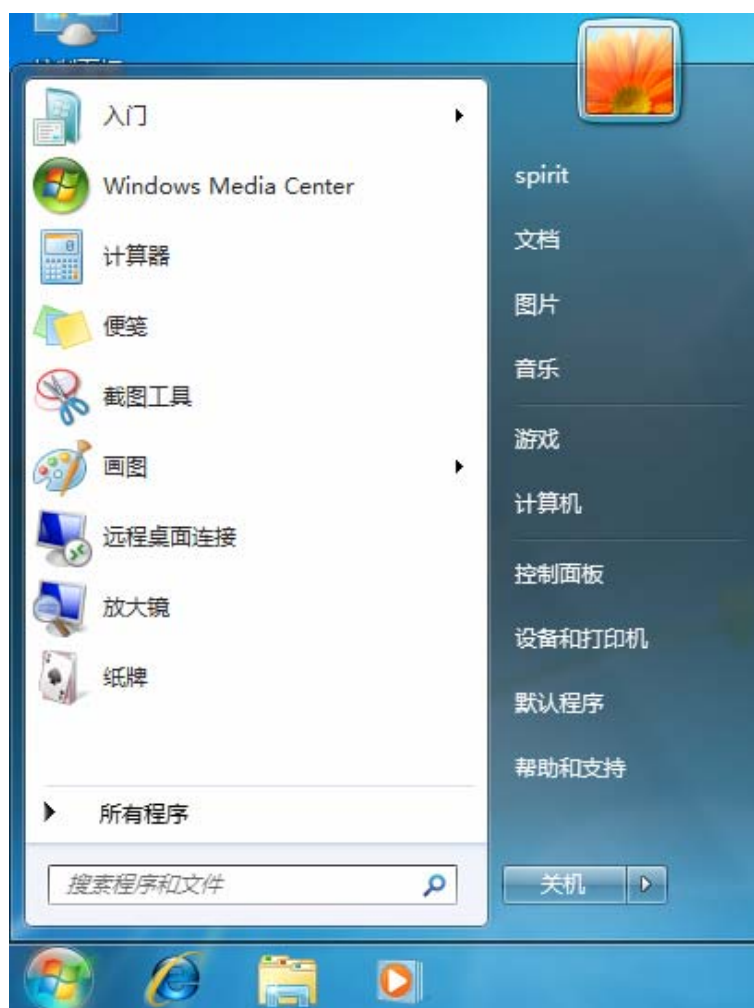 入门
Windows Media Center
计算器
便笺
截图工具
画图
远程桌面连接
放大镜
纸牌
所有程序
搜索程序和文件
spirit
文档
图片
音乐
游戏
计算机
控制面板
设备和打印机
默认程序
帮助和支持
关机